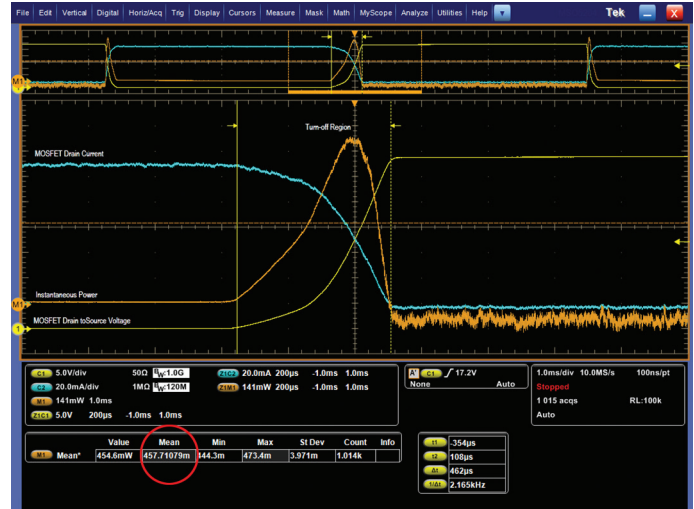 File Edit Vertical Digital Horiz/Acq Trig Display Cursors Measure Mask Math MyScope Analyze Utilities Help Tek X
M1
1
Turn-off Region
MOSFET Drain Current
Instantaneous Power
M1
MOSFET Drain toSource Voltage
1
C1 5.0V/div 50Ω BW:1.0G
C2 20.0mA/div 1MΩ BW:120M
M1 141mW 1.0ms
Z1C1 5.0V 200µs -1.0ms 1.0ms
Z1C2 20.0mA 200µs -1.0ms 1.0ms
Z1M1 141mW 200µs -1.0ms 1.0ms
A' C1 17.2V
None Auto
1.0ms/div 10.0MS/s 100ns/pt
Stopped
1 015 acqs RL:100k
Auto
Value Mean Min Max St Dev Count Info
M1 Mean* 454.6mW 457.71079m 444.3m 473.4m 3.971m 1.014k
t1 -354µs
t2 108µs
Δt 462µs
1/Δt 2.165kHz